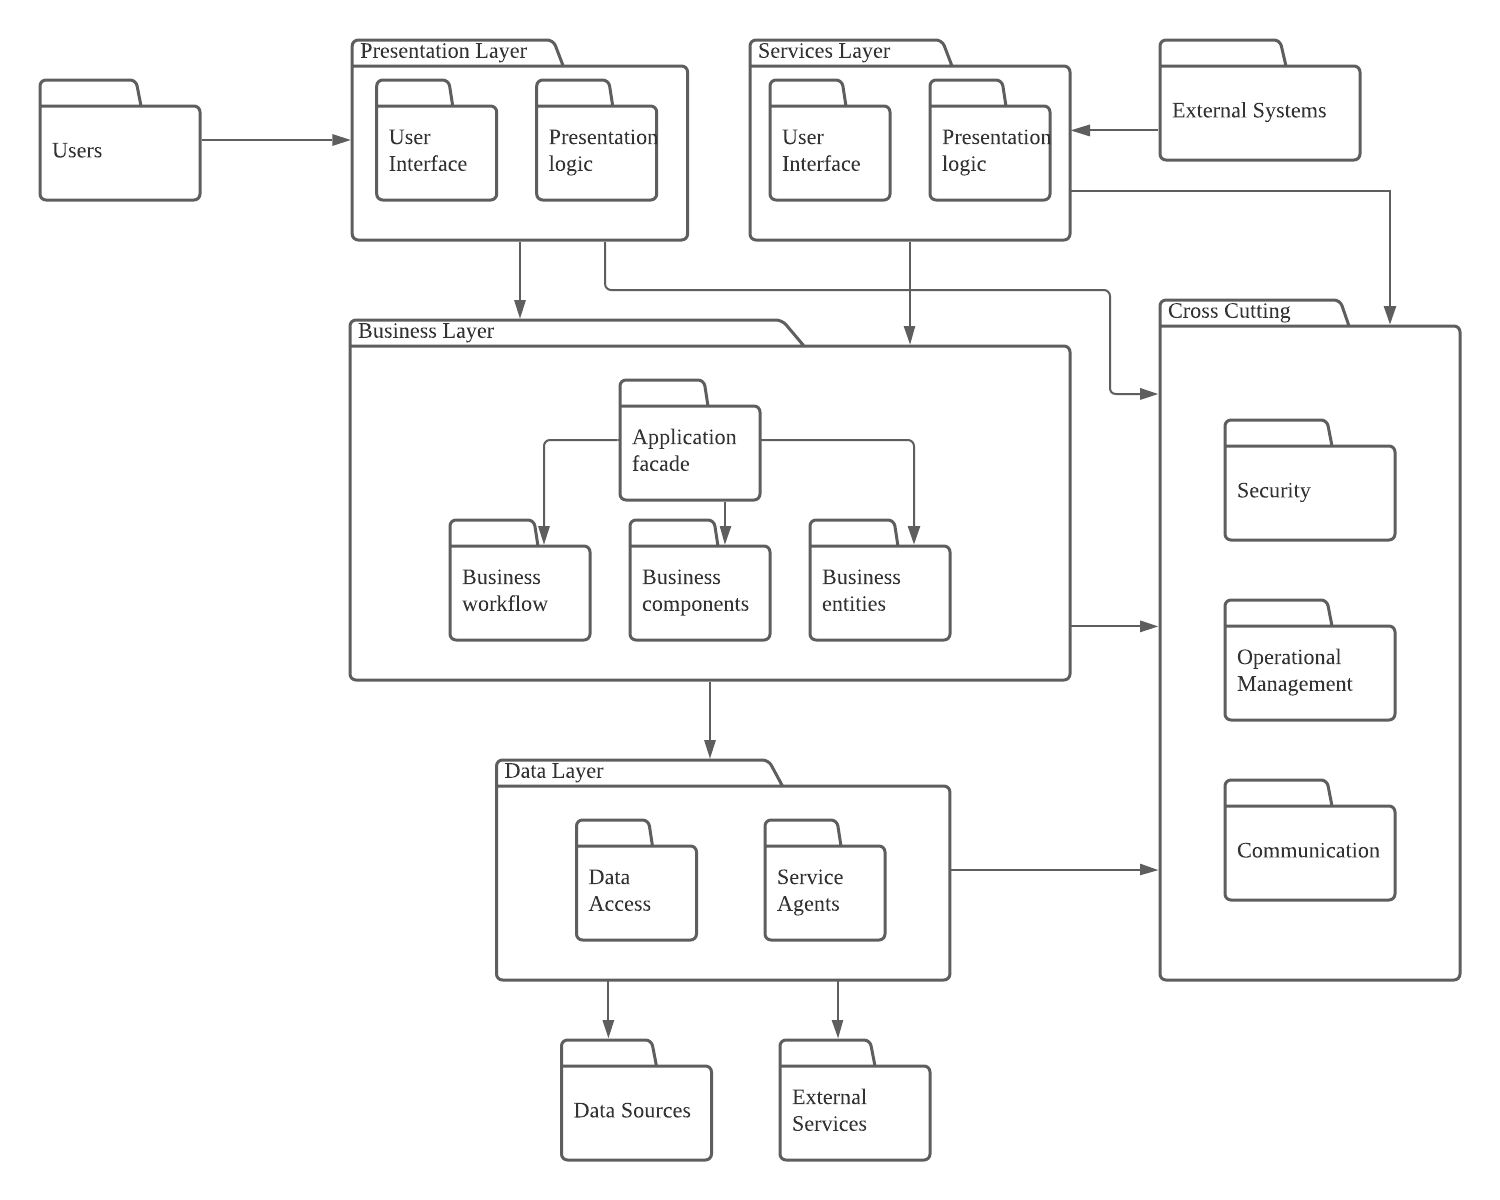 Presentation Layer
Services Layer
Users
User
Interface
Presentation
logic
User
Interface
Presentation
logic
External Systems
Business Layer
Cross Cutting
Application
facade
Business
workflow
Business
components
Business
entities
Security
Operational
Management
Communication
Data Layer
Data
Access
Service
Agents
Data Sources
External
Services